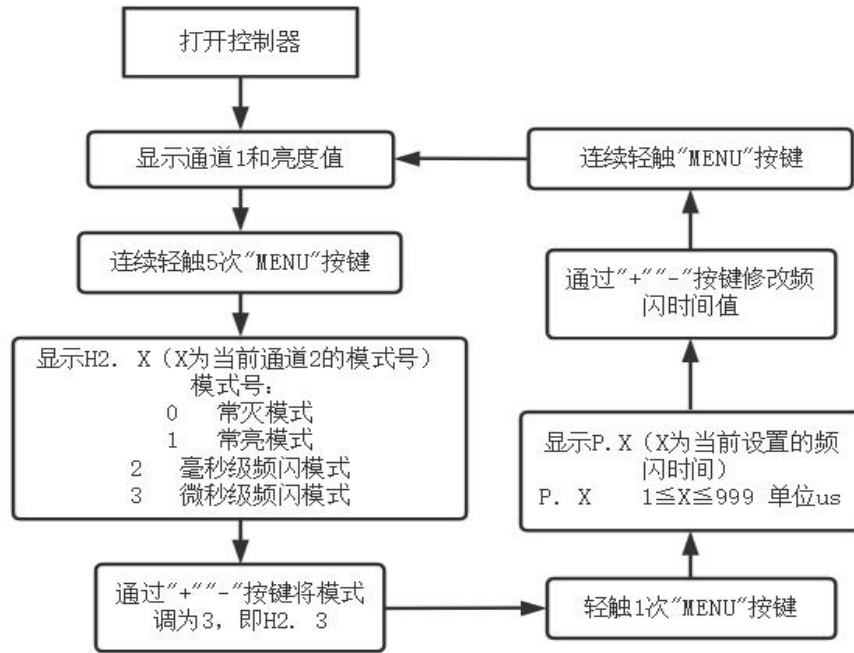 打开控制器
显示通道1和亮度值
连续轻触5次"MENU"按键
显示H2. X（X为当前通道2的模式号）
模式号：
0 常灭模式
1 常亮模式
2 毫秒级频闪模式
3 微秒级频闪模式
通过"+""-"按键将模式
调为3，即H2. 3
轻触1次"MENU"按键
显示P.X（X为当前设置的频
闪时间）
P. X 1≦X≦999 单位us
通过"+""-"按键修改频
闪时间值
连续轻触"MENU"按键